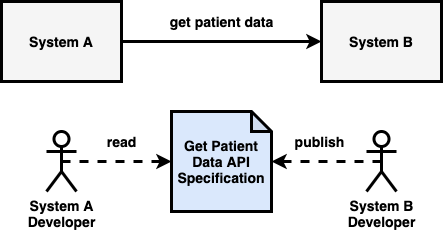 get patient data
System A
System B
read
Get Patient
Data API
Specification
publish
System A
Developer
System B
Developer